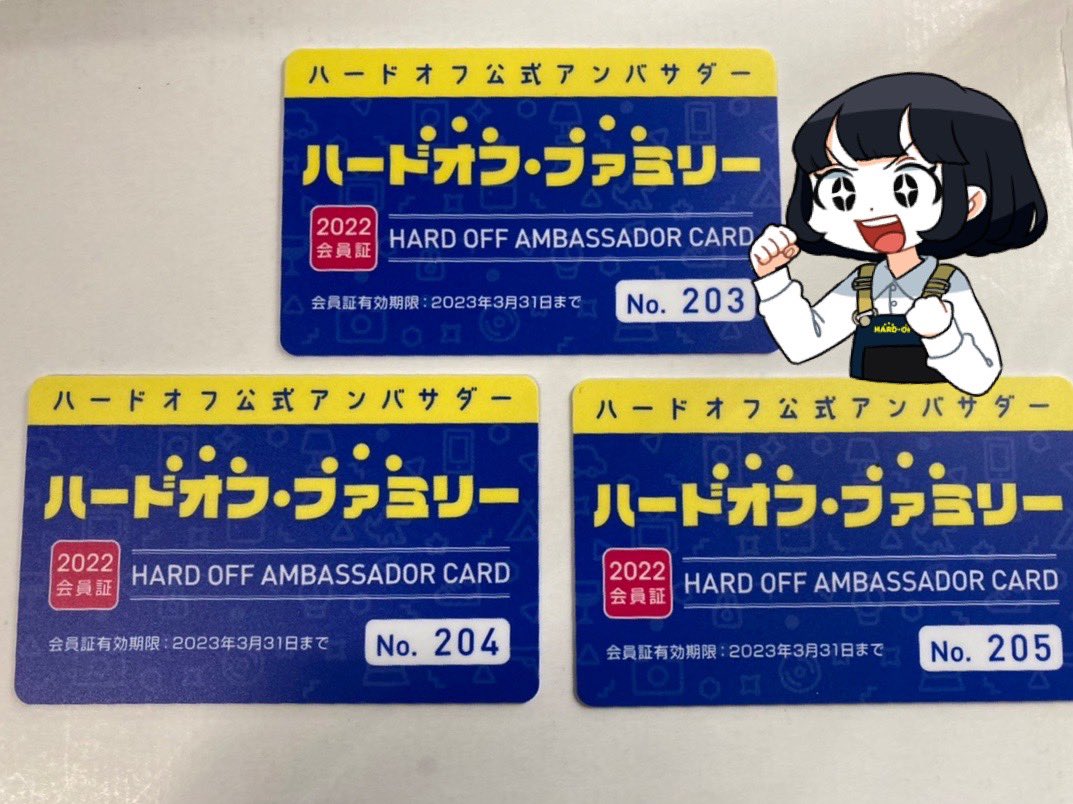 ハードオフ公式アンバサダー
ハードオフ・ファミリー
2022
会員証
HARD OFF AMBASSADOR CARD
会員証有効期限:2023年3月31日まで
No. 203
HARD-O
ハードオフ公式アンバサダー
ハードオフ・ファミリー
2022
会員証
HARD OFF AMBASSADOR CARD
会員証有効期限:2023年3月31日まで
No. 204
ハードオフ公式アンバサダー
ハードオフ・ファミリー
2022
会員証
HARD OFF AMBASSADOR CARD
会員証有効期限:2023年3月31日まで
No. 205